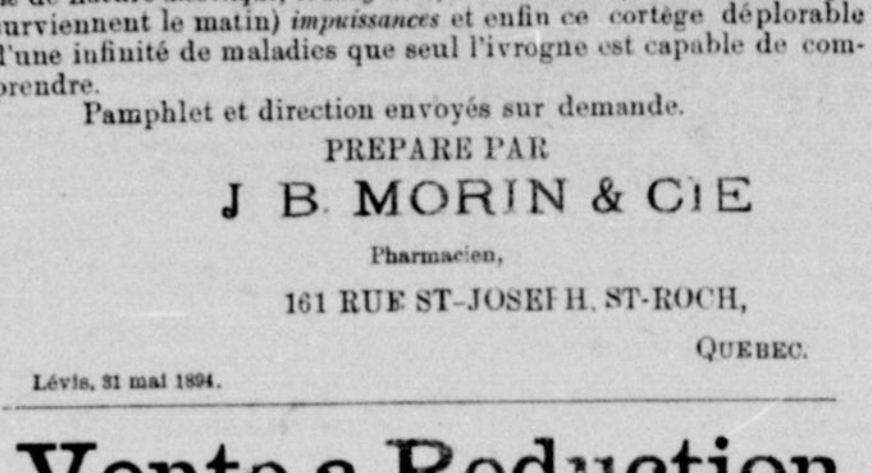 surviennent le matin) impuissances et enfin ce cortège déplorable
d'une infinité de maladies que seul l'ivrogne est capable de com-
prendre.
Pamphlet et direction envoyés sur demande.
PREPARE PAR
J B. MORIN & CIE
Pharmacien,
161 RUE ST-JOSEPH, ST-ROCH,
QUEBEC.
Lévis, 31 mai 1894.
Vente a Reduction